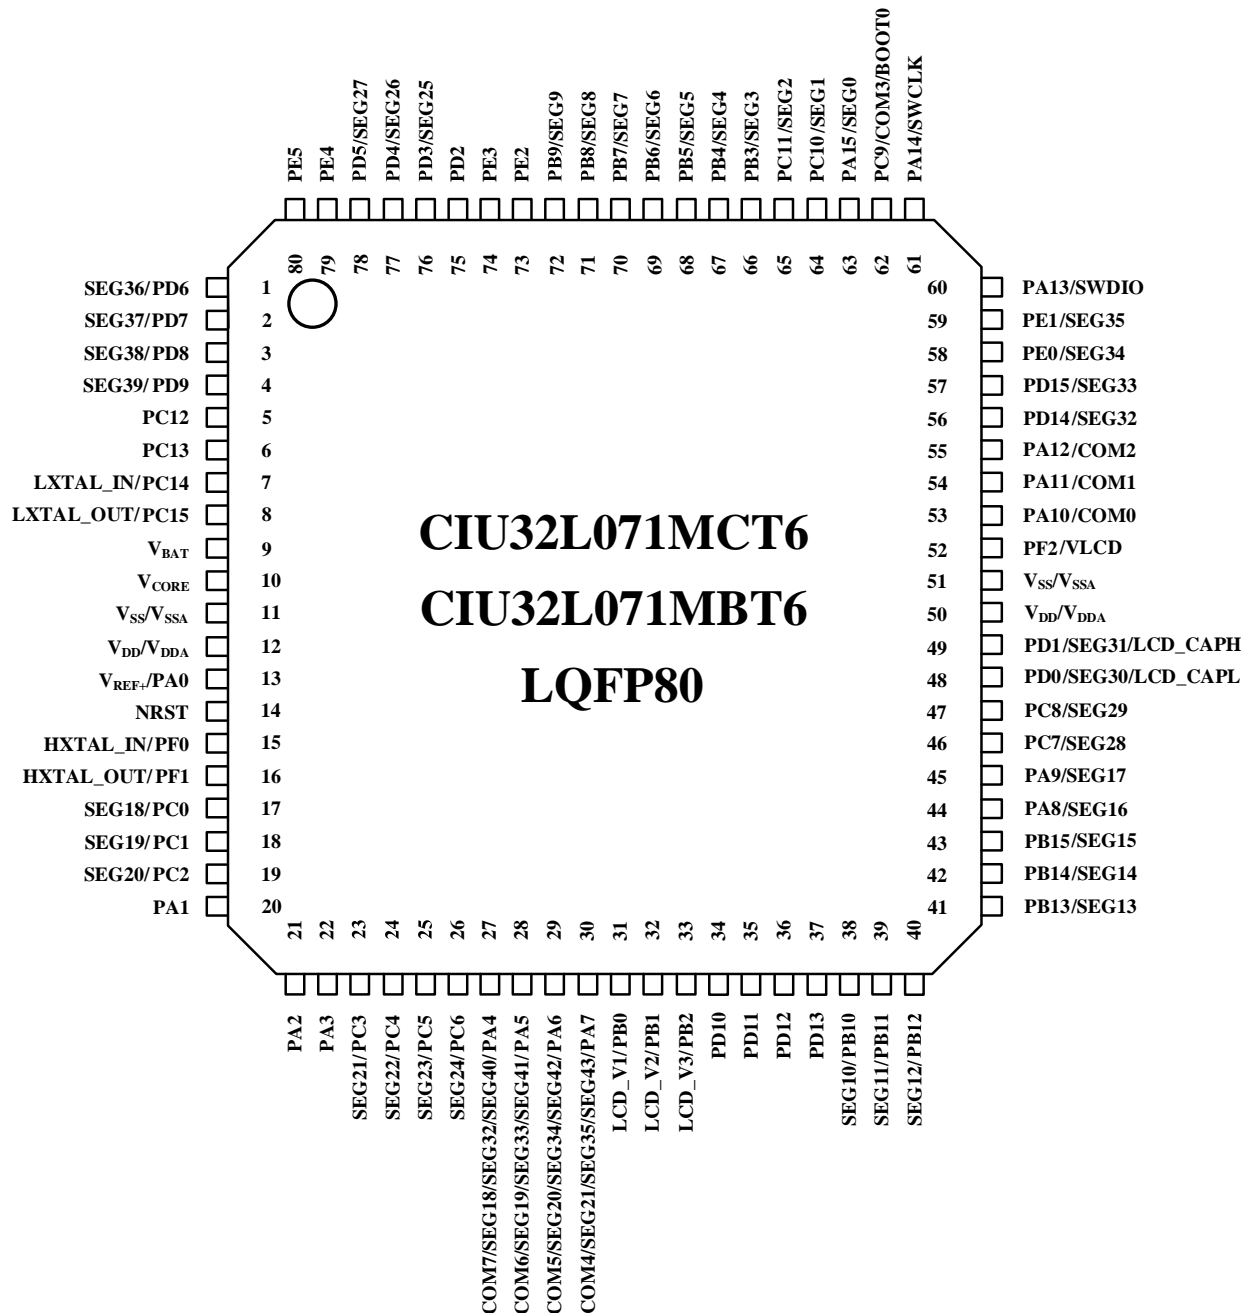 PE5
PE4
PD5/SEG27
PD4/SEG26
PD3/SEG25
PD2
PE3
PE2
PB9/SEG9
PB8/SEG8
PB7/SEG7
PB6/SEG6
PB5/SEG5
PB4/SEG4
PB3/SEG3
PC11/SEG2
PC10/SEG1
PA15/SEG0
PC9/COM3/BOOT0
PA14/SWCLK
80
79
78
77
76
75
74
73
72
71
70
69
68
67
66
65
64
63
62
61
SEG36/PD6 1
SEG37/PD7 2
SEG38/PD8 3
SEG39/PD9 4
PC12 5
PC13 6
LXTAL_IN/PC14 7
LXTAL_OUT/PC15 8
VBAT 9
VCORE 10
VSS/VSSA 11
VDD/VDDA 12
VREF+/PA0 13
NRST 14
HXTAL_IN/PF0 15
HXTAL_OUT/PF1 16
SEG18/PC0 17
SEG19/PC1 18
SEG20/PC2 19
PA1 20
CIU32L071MCT6
CIU32L071MBT6
LQFP80
60 PA13/SWDIO
59 PE1/SEG35
58 PE0/SEG34
57 PD15/SEG33
56 PD14/SEG32
55 PA12/COM2
54 PA11/COM1
53 PA10/COM0
52 PF2/VLCD
51 VSS/VSSA
50 VDD/VDDA
49 PD1/SEG31/LCD_CAPH
48 PD0/SEG30/LCD_CAPL
47 PC8/SEG29
46 PC7/SEG28
45 PA9/SEG17
44 PA8/SEG16
43 PB15/SEG15
42 PB14/SEG14
41 PB13/SEG13
21
22
23
24
25
26
27
28
29
30
31
32
33
34
35
36
37
38
39
40
PA2
PA3
SEG21/PC3
SEG22/PC4
SEG23/PC5
SEG24/PC6
COM7/SEG18/SEG32/SEG40/PA4
COM6/SEG19/SEG33/SEG41/PA5
COM5/SEG20/SEG34/SEG42/PA6
COM4/SEG21/SEG35/SEG43/PA7
LCD_V1/PB0
LCD_V2/PB1
LCD_V3/PB2
PD10
PD11
PD12
PD13
SEG10/PB10
SEG11/PB11
SEG12/PB12